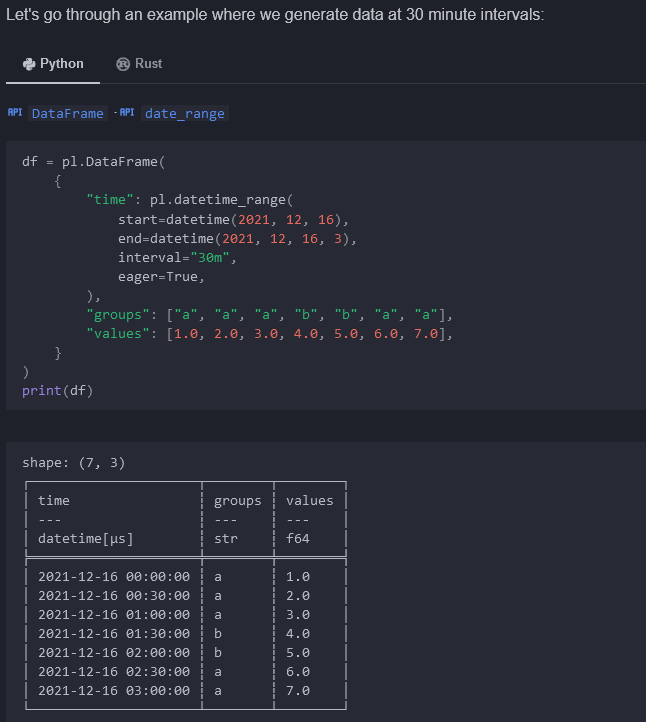 Let's go through an example where we generate data at 30 minute intervals:
Python Rust
API DataFrame · API date_range
df = pl.DataFrame(
    {
        "time": pl.datetime_range(
            start=datetime(2021, 12, 16),
            end=datetime(2021, 12, 16, 3),
            interval="30m",
            eager=True,
        ),
        "groups": ["a", "a", "a", "b", "b", "a", "a"],
        "values": [1.0, 2.0, 3.0, 4.0, 5.0, 6.0, 7.0],
    }
)
print(df)
shape: (7, 3)
┌─────────────────────┬────────┬────────┐
│ time                ┆ groups ┆ values │
│ ---                 ┆ ---    ┆ ---    │
│ datetime[μs]        ┆ str    ┆ f64    │
╞═════════════════════╪════════╪════════╡
│ 2021-12-16 00:00:00 ┆ a      ┆ 1.0    │
│ 2021-12-16 00:30:00 ┆ a      ┆ 2.0    │
│ 2021-12-16 01:00:00 ┆ a      ┆ 3.0    │
│ 2021-12-16 01:30:00 ┆ b      ┆ 4.0    │
│ 2021-12-16 02:00:00 ┆ b      ┆ 5.0    │
│ 2021-12-16 02:30:00 ┆ a      ┆ 6.0    │
│ 2021-12-16 03:00:00 ┆ a      ┆ 7.0    │
└─────────────────────┴────────┴────────┘